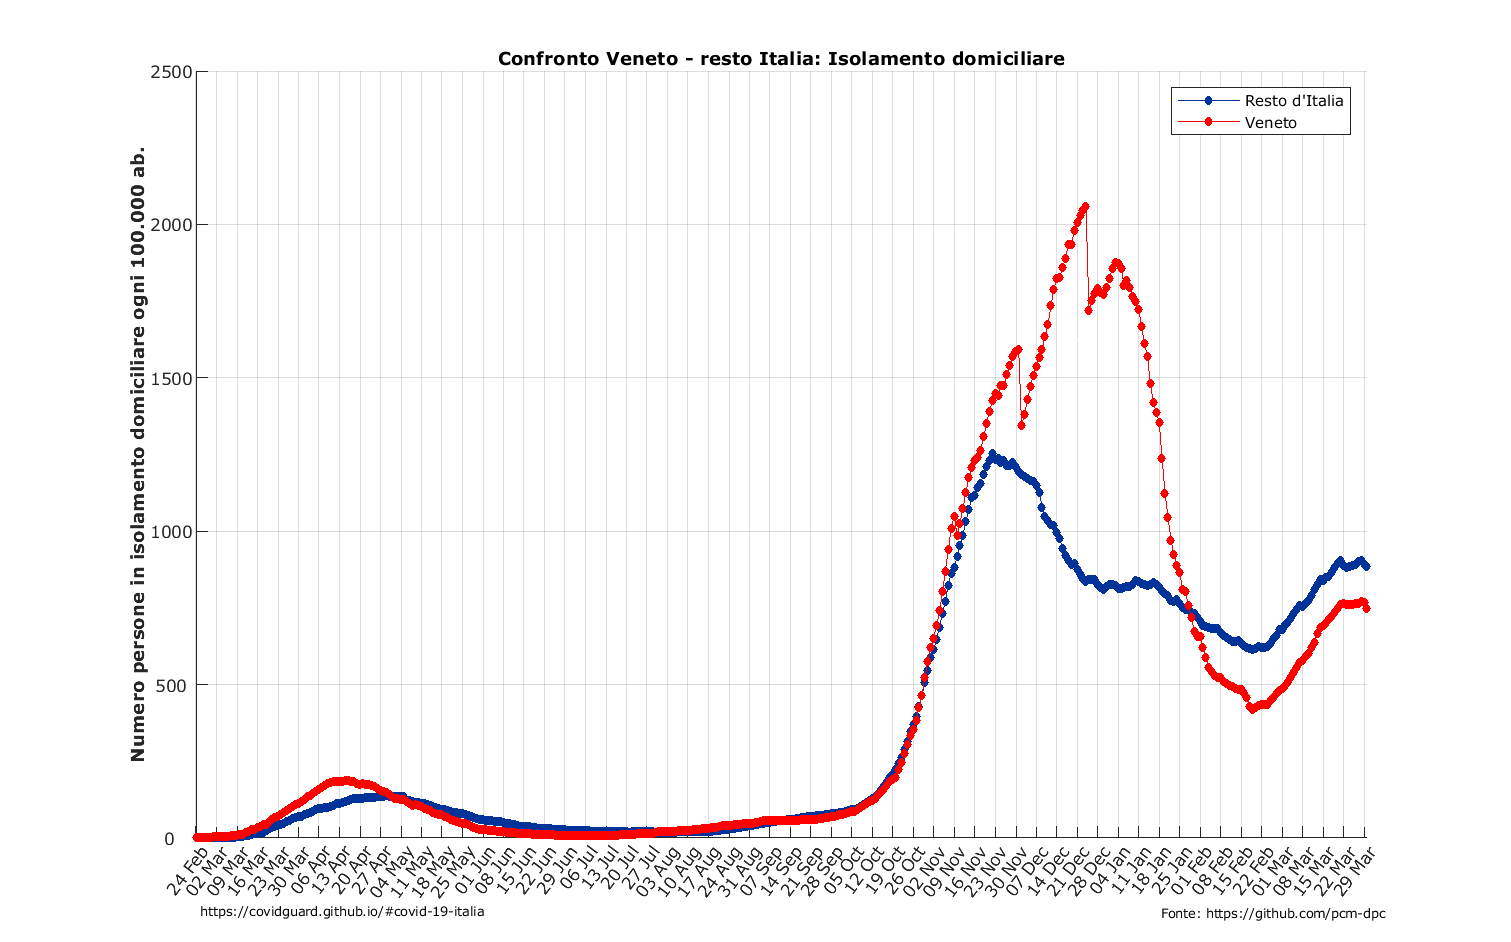 Confronto Veneto - resto Italia: Isolamento domiciliare
Numero persone in isolamento domiciliare ogni 100.000 ab.
2500
2000
1500
1000
500
0
Resto d'Italia
Veneto
24 Feb
02 Mar
09 Mar
16 Mar
23 Mar
30 Mar
06 Apr
13 Apr
20 Apr
27 Apr
04 May
11 May
18 May
25 May
01 Jun
08 Jun
15 Jun
22 Jun
29 Jun
06 Jul
13 Jul
20 Jul
27 Jul
03 Aug
10 Aug
17 Aug
24 Aug
31 Aug
07 Sep
14 Sep
21 Sep
28 Sep
05 Oct
12 Oct
19 Oct
26 Oct
02 Nov
09 Nov
16 Nov
23 Nov
30 Nov
07 Dec
14 Dec
21 Dec
28 Dec
04 Jan
11 Jan
18 Jan
25 Jan
01 Feb
08 Feb
15 Feb
22 Feb
01 Mar
08 Mar
15 Mar
22 Mar
29 Mar
https://covidguard.github.io/#covid-19-italia
Fonte: https://github.com/pcm-dpc